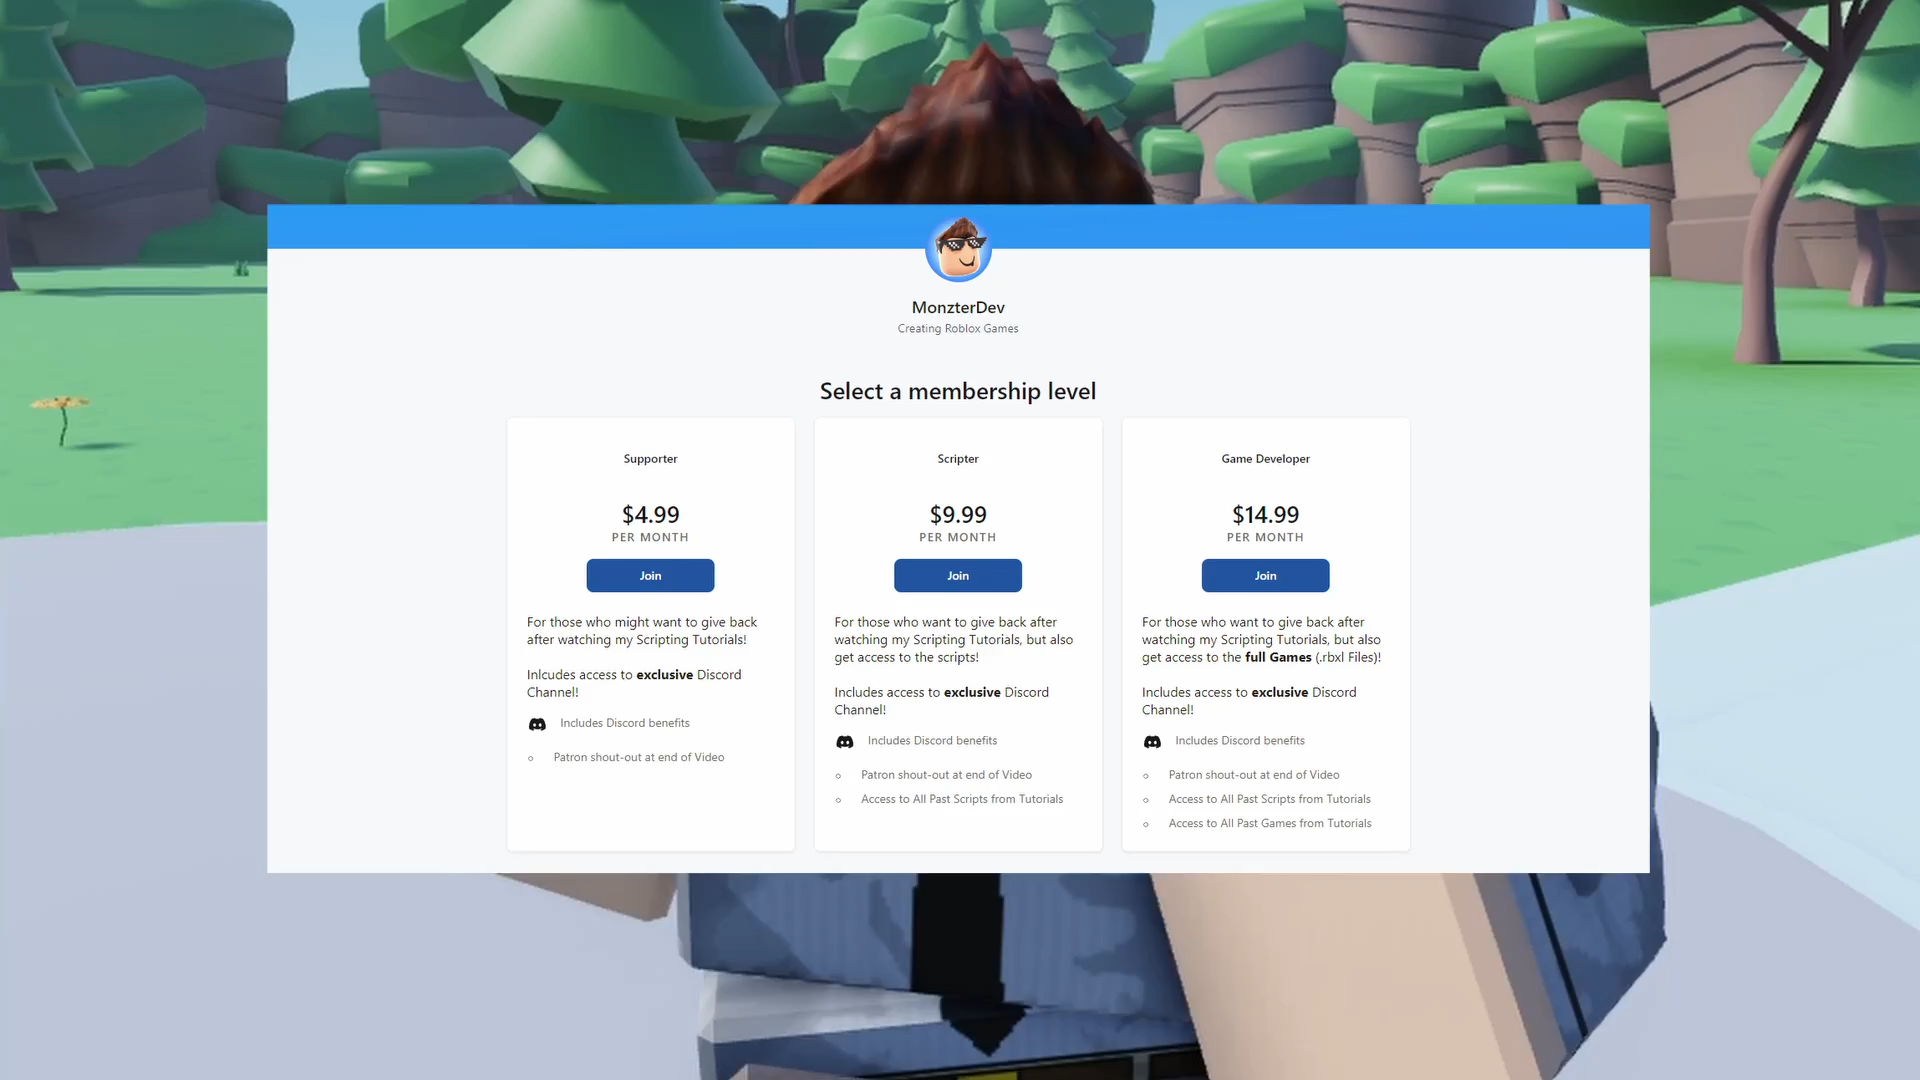 MonzterDev
Creating Roblox Games
Select a membership level
Supporter
$4.99
PER MONTH
Join
For those who might want to give back
after watching my Scripting Tutorials!
Inlcudes access to exclusive Discord
Channel!
Includes Discord benefits
Patron shout-out at end of Video
Scripter
$9.99
PER MONTH
Join
For those who want to give back after
watching my Scripting Tutorials, but also
get access to the scripts!
Includes access to exclusive Discord
Channel!
Includes Discord benefits
Patron shout-out at end of Video
Access to All Past Scripts from Tutorials
Game Developer
$14.99
PER MONTH
Join
For those who want to give back after
watching my Scripting Tutorials, but also
get access to the full Games (.rbxl Files)!
Includes access to exclusive Discord
Channel!
Includes Discord benefits
Patron shout-out at end of Video
Access to All Past Scripts from Tutorials
Access to All Past Games from Tutorials